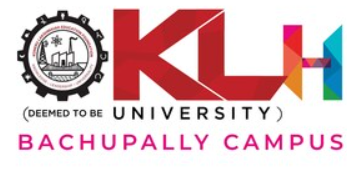 KLH
(DEEMED TO BE UNIVERSITY)
BACHUPALLY CAMPUS